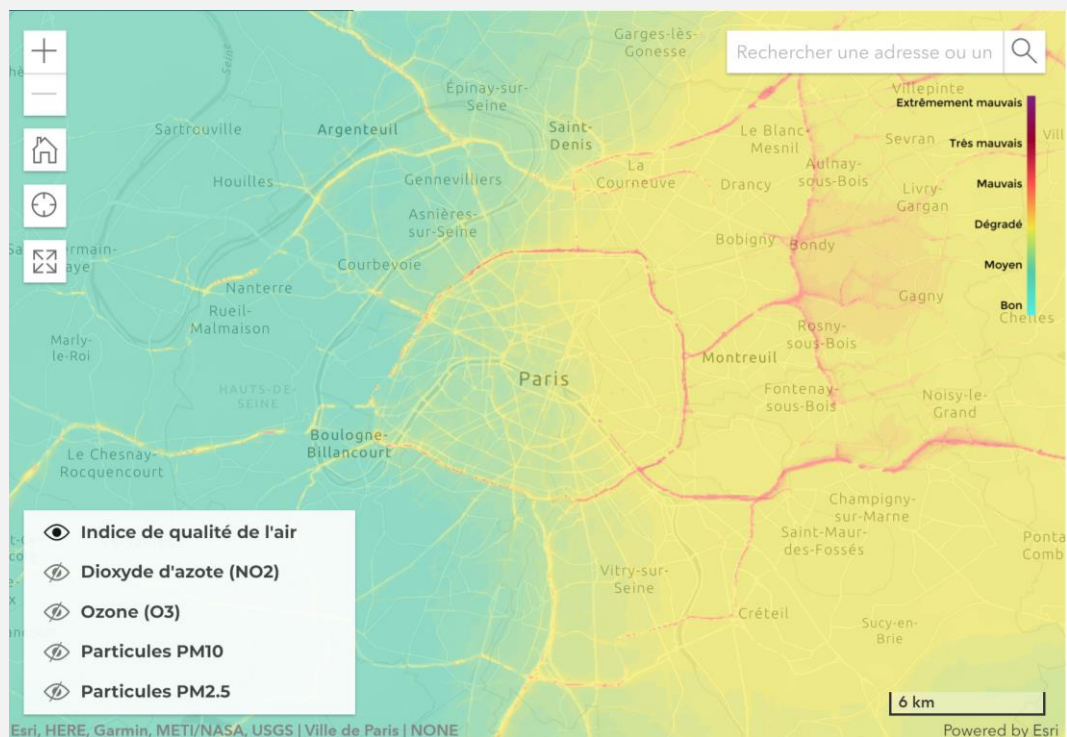 +
Rechercher une adresse ou un
−
Garges-lès-
Gonesse
Seine
Villepinte
Épinay-sur-
Seine
Extrêmement mauvais
Sartrouville
Argenteuil
Saint-
Denis
Le Blanc-
Mesnil
Sevran
Très mauvais
Aulnay-
sous-Bois
La
Courneuve
Houilles
Gennevilliers
Drancy
Mauvais
Livry-
Gargan
Asnières-
sur-Seine
Dégradé
Bobigny
Bondy
Courbevoie
Moyen
Nanterre
Gagny
Bon
Rueil-
Malmaison
Chelles
Rosny-
sous-Bois
Marly-
le-Roi
Montreuil
Paris
HAUTS-DE-
SEINE
Fontenay-
sous-Bois
Noisy-le-
Grand
Boulogne-
Billancourt
Le Chesnay-
Rocquencourt
Champigny-
sur-Marne
Saint-Maur-
des-Fossés
Indice de qualité de l'air
Dioxyde d'azote (NO2)
Ozone (O3)
Particules PM10
Particules PM2.5
Vitry-sur-
Seine
Créteil
Sucy-en-
Brie
6 km
Esri, HERE, Garmin, METI/NASA, USGS | Ville de Paris | NONE
Powered by Esri